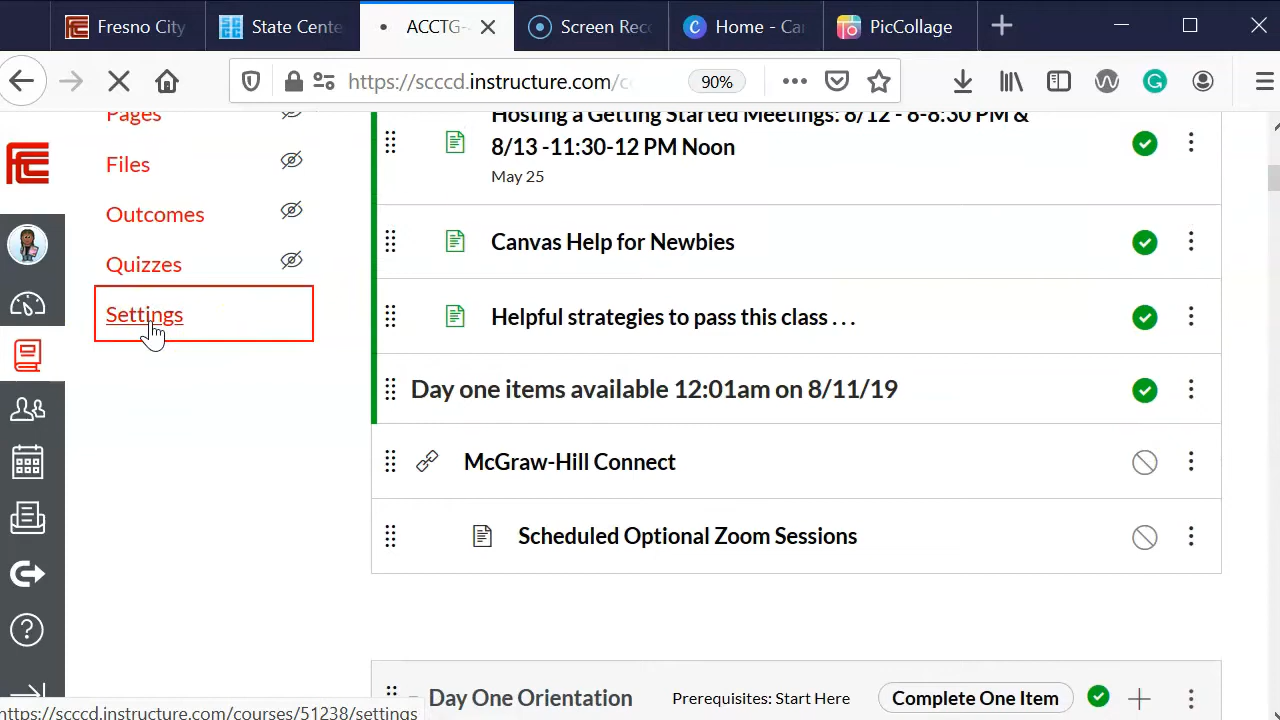 Fresno City
State Cente
ACCTG-
Screen Rec
Home - Ca
PicCollage
https://scccd.instructure.com/c
90%
Pages
Files
Outcomes
Quizzes
Settings
Hosting a Getting Started Meetings: 8/12 - 8-8:30 PM &
8/13 -11:30-12 PM Noon
May 25
Canvas Help for Newbies
Helpful strategies to pass this class . . .
Day one items available 12:01am on 8/11/19
McGraw-Hill Connect
Scheduled Optional Zoom Sessions
Day One Orientation
Prerequisites: Start Here
Complete One Item
https://scccd.instructure.com/courses/51238/settings